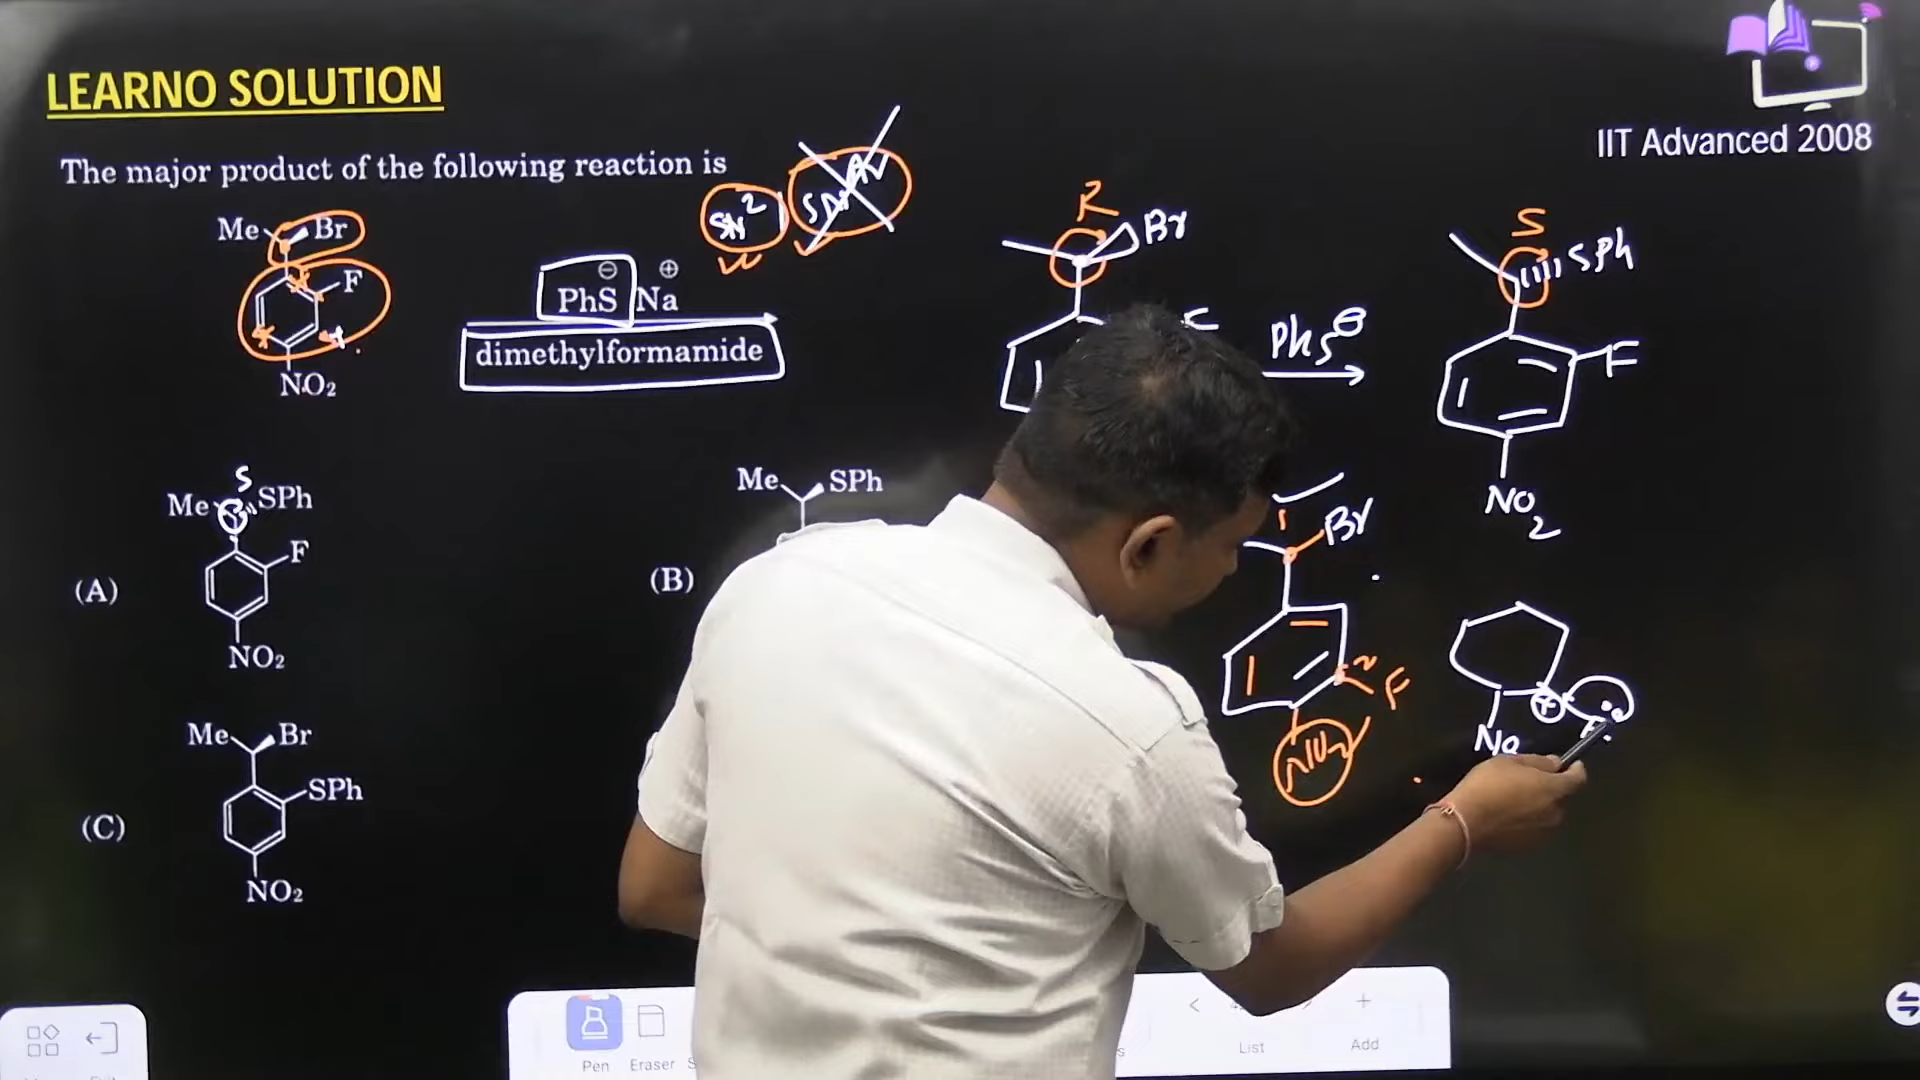 LEARNO SOLUTION
IIT Advanced 2008
The major product of the following reaction is
SN2
SNAr
R
Br
S
SPh
Me
Br
F
NO2
PhS⊖ Na⊕
dimethylformamide
PhS⊖
F
NO2
(A)
S
Me
SPh
F
NO2
(B)
Me
SPh
Br
F
NO2
(C)
Me
Br
SPh
NO2
Pen
Eraser
List
Add